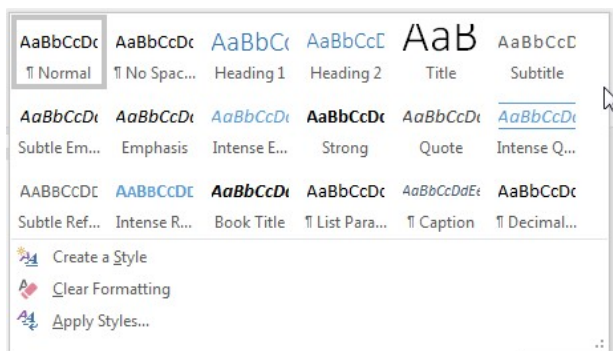 AaBbCcDc AaBbCcDc AaBbCc AaBbCcE AaB AaBbCcD
¶ Normal ¶ No Spac... Heading 1 Heading 2 Title Subtitle
AaBbCcDc AaBbCcDc AaBbCcDc AaBbCcDc AaBbCcDc AaBbCcDc
Subtle Em... Emphasis Intense E... Strong Quote Intense Q...
AABBCCDE AABBCCDE AaBbCcDc AaBbCcDc AaBbCcDdEe AaBbCcDc
Subtle Ref... Intense R... Book Title ¶ List Para... ¶ Caption ¶ Decimal...
Create a Style
Clear Formatting
Apply Styles...